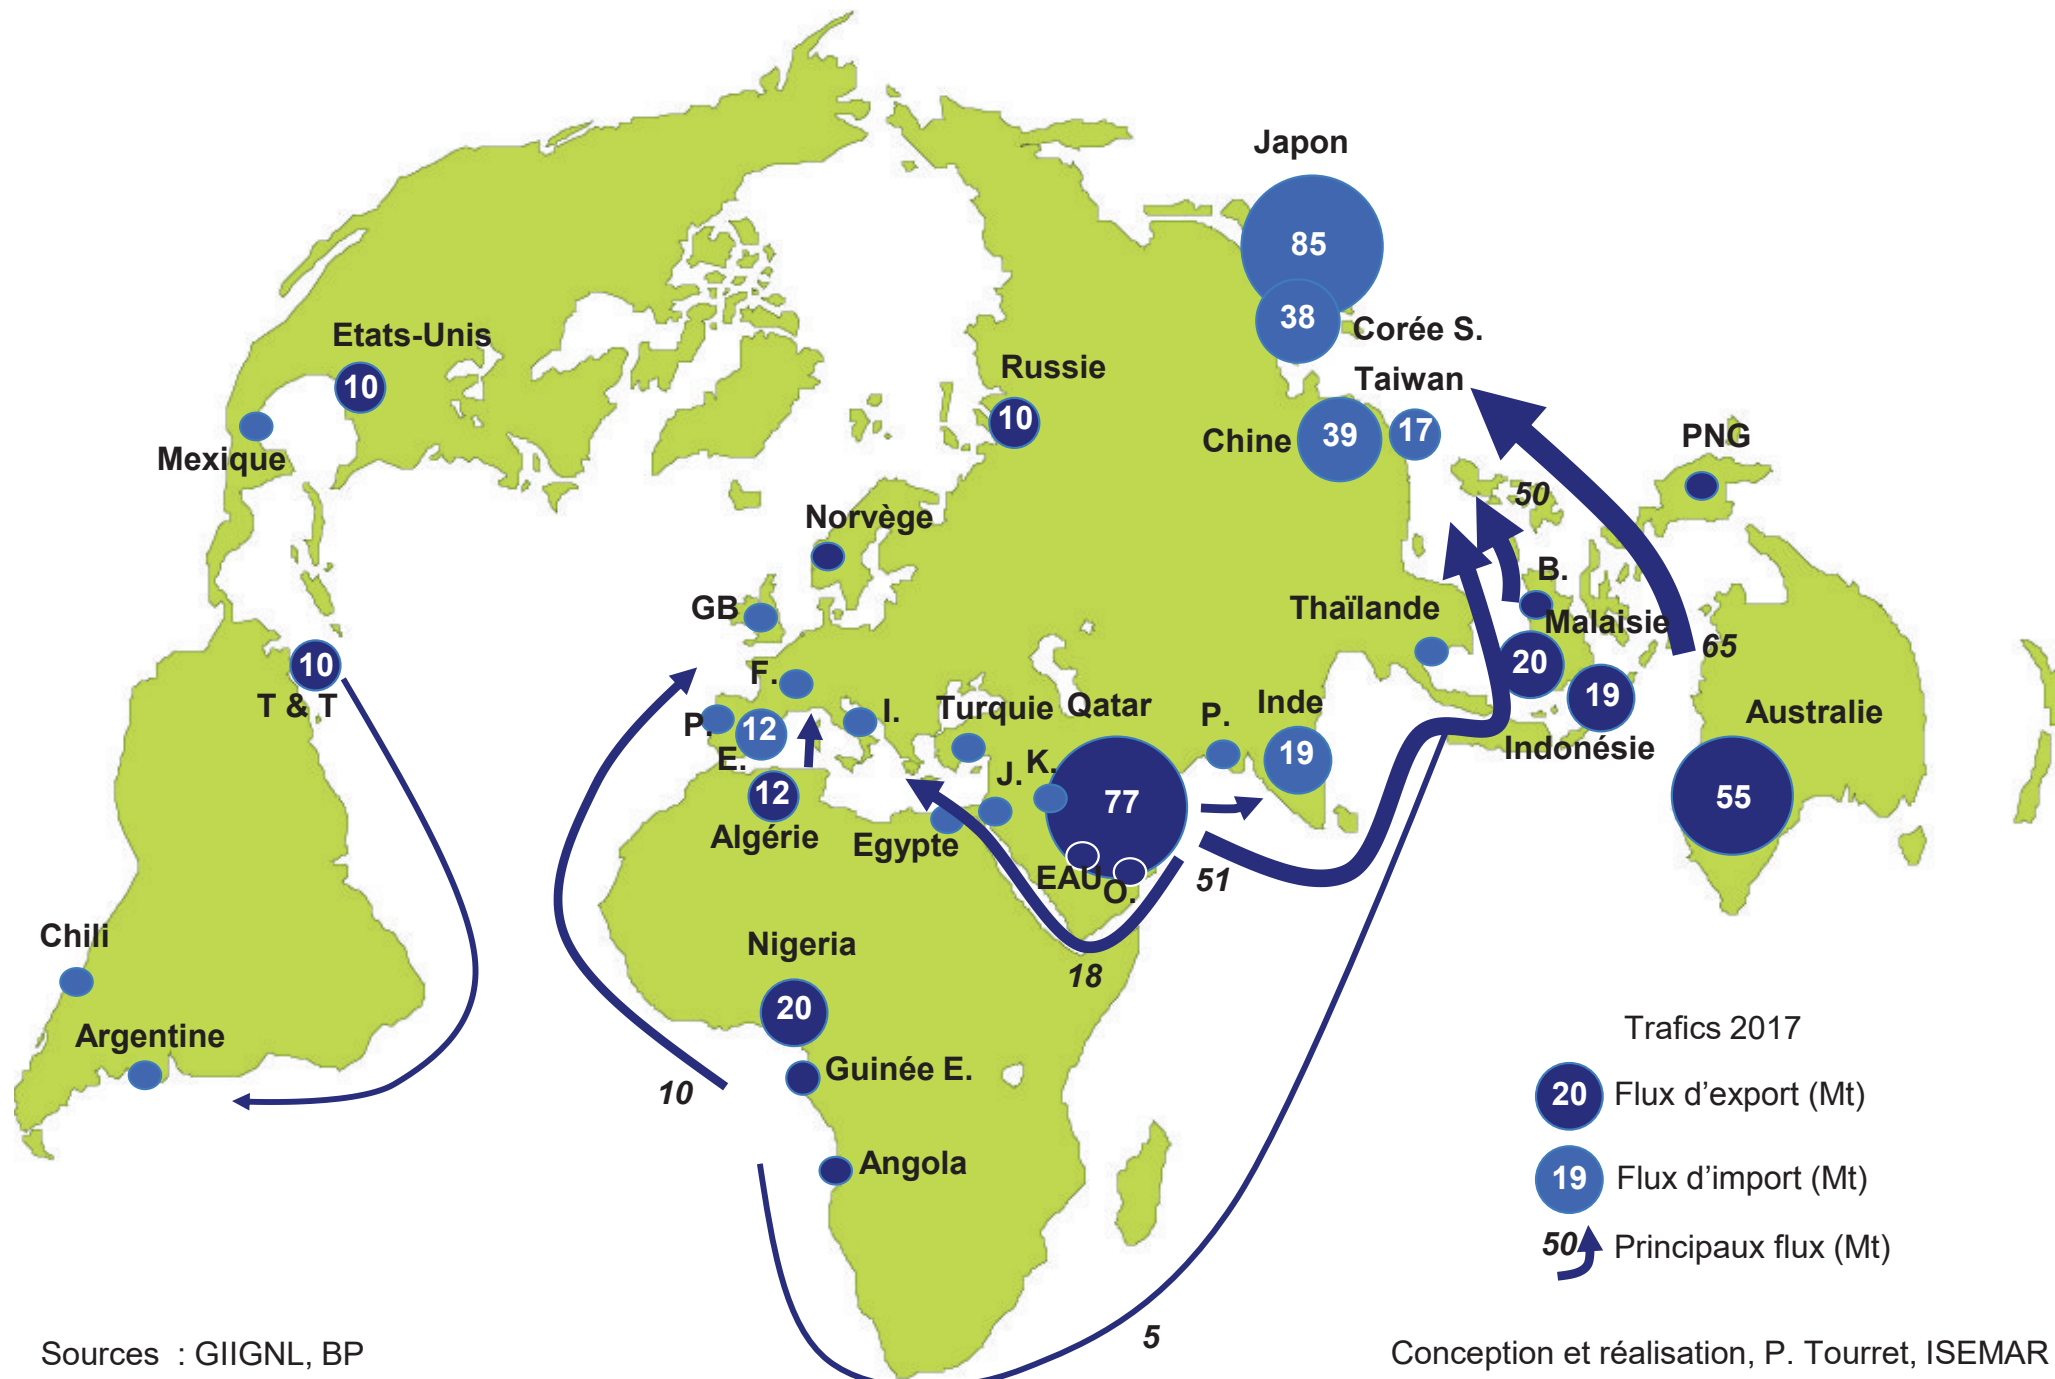 Japon
85
38
Corée S.
Etats-Unis
10
Russie
10
Taiwan
17
Chine
39
PNG
Mexique
50
Norvège
B.
GB
Thaïlande
Malaisie
20
65
10
T & T
F.
P.
12
E.
I.
Turquie
Qatar
P.
Inde
19
19
Indonésie
Australie
55
J.
K.
77
12
Algérie
Egypte
EAU
O.
51
18
Chili
Nigeria
20
Argentine
Guinée E.
10
Angola
5
Trafics 2017
20 Flux d’export (Mt)
19 Flux d’import (Mt)
50 Principaux flux (Mt)
Sources : GIIGNL, BP
Conception et réalisation, P. Tourret, ISEMAR